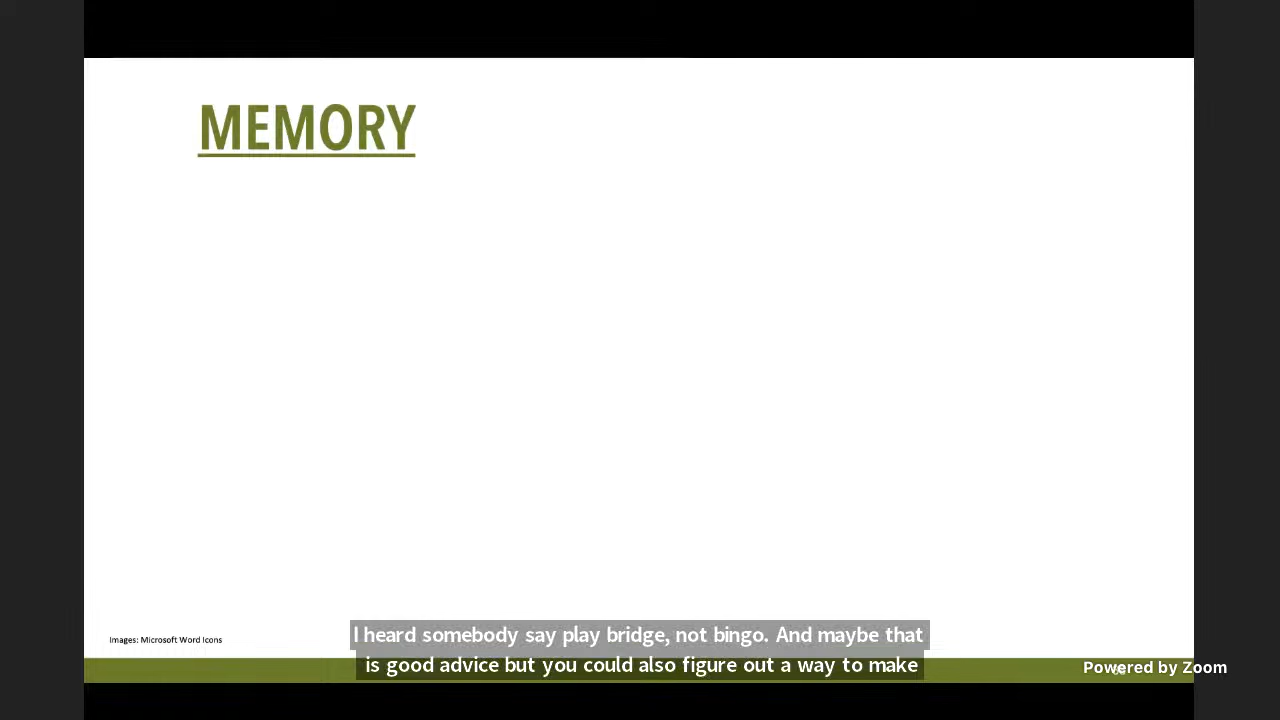 MEMORY
Images: Microsoft Word Icons
I heard somebody say play bridge, not bingo. And maybe that
is good advice but you could also figure out a way to make
Powered by Zoom